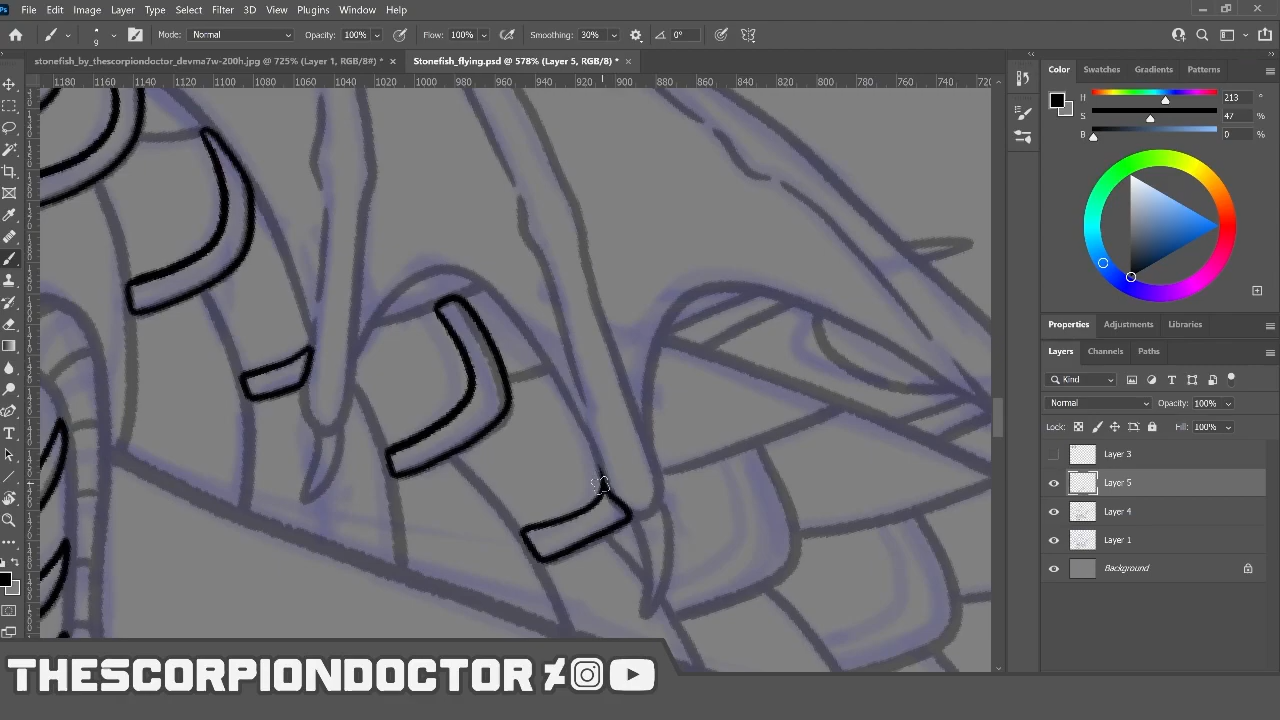 File Edit Image Layer Type Select Filter 3D View Plugins Window Help
9 Mode: Normal Opacity: 100% Flow: 100% Smoothing: 30% 0°
stonefish_by_thescorpiondoctor_devma7w-200h.jpg @ 725% (Layer 1, RGB/8#) * × Stonefish_flying.psd @ 578% (Layer 5, RGB/8) * ×
1180 1160 1140 1120 1100 1080 1060 1040 1020 1000 980 960 940 920 900 880 860 840 820 800 780 760 740 720 70
Color Swatches Gradients Patterns
H 213 °
S 47 %
B 0 %
Properties Adjustments Libraries
Layers Channels Paths
Kind
Normal Opacity: 100%
Lock: Fill: 100%
Layer 3
Layer 5
Layer 4
Layer 1
Background
THESCORPIONDOCTOR